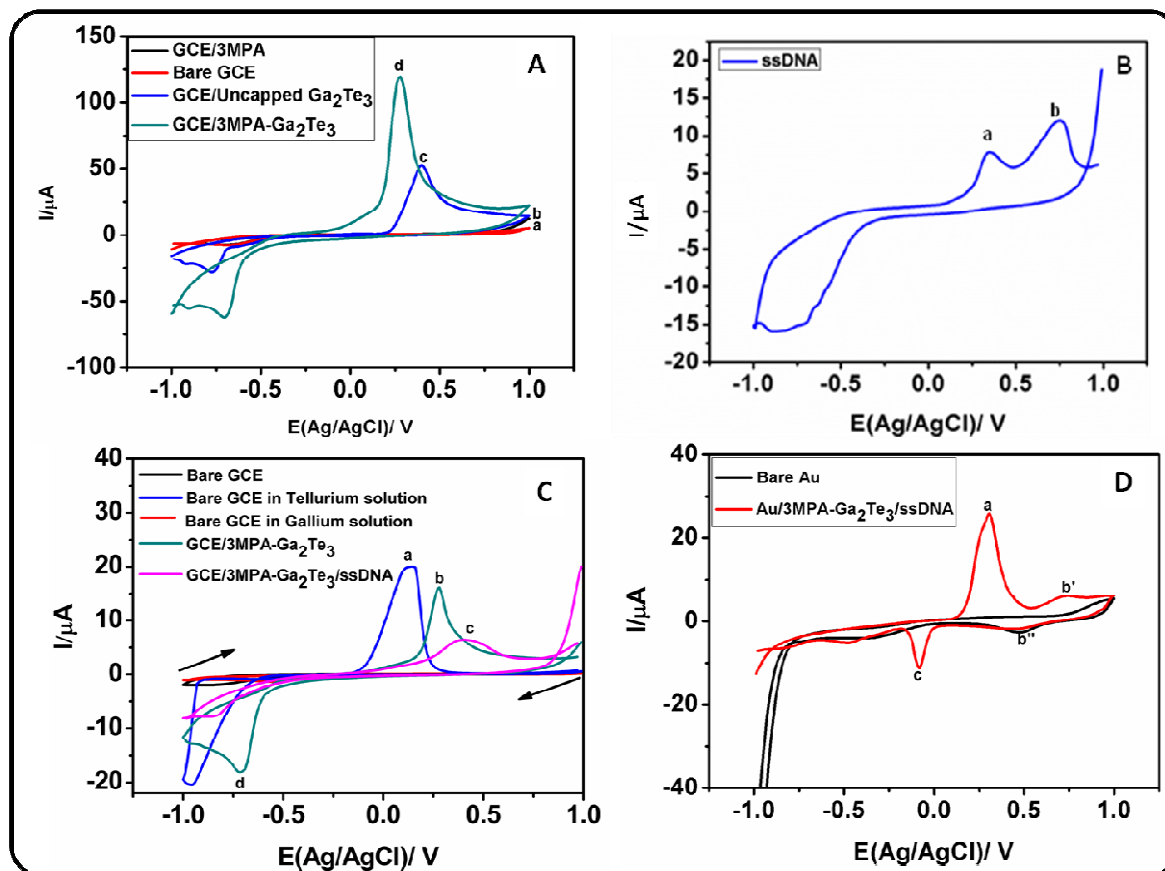 A
GCE/3MPA
Bare GCE
GCE/Uncapped Ga2Te3
GCE/3MPA-Ga2Te3
d
c
b
a
150
100
50
0
-50
-100
I/μA
-1.0 -0.5 0.0 0.5 1.0
E(Ag/AgCl)/ V
B
ssDNA
a
b
20
15
10
5
0
-5
-10
-15
-20
I/μA
-1.0 -0.5 0.0 0.5 1.0
E(Ag/AgCl)/ V
C
Bare GCE
Bare GCE in Tellurium solution
Bare GCE in Gallium solution
GCE/3MPA-Ga2Te3
GCE/3MPA-Ga2Te3/ssDNA
a
b
c
d
40
30
20
10
0
-10
-20
I/μA
-1.0 -0.5 0.0 0.5 1.0
E(Ag/AgCl)/ V
D
Bare Au
Au/3MPA-Ga2Te3/ssDNA
a
b'
b"
c
40
20
0
-20
-40
I/μA
-1.0 -0.5 0.0 0.5 1.0
E(Ag/AgCl)/ V